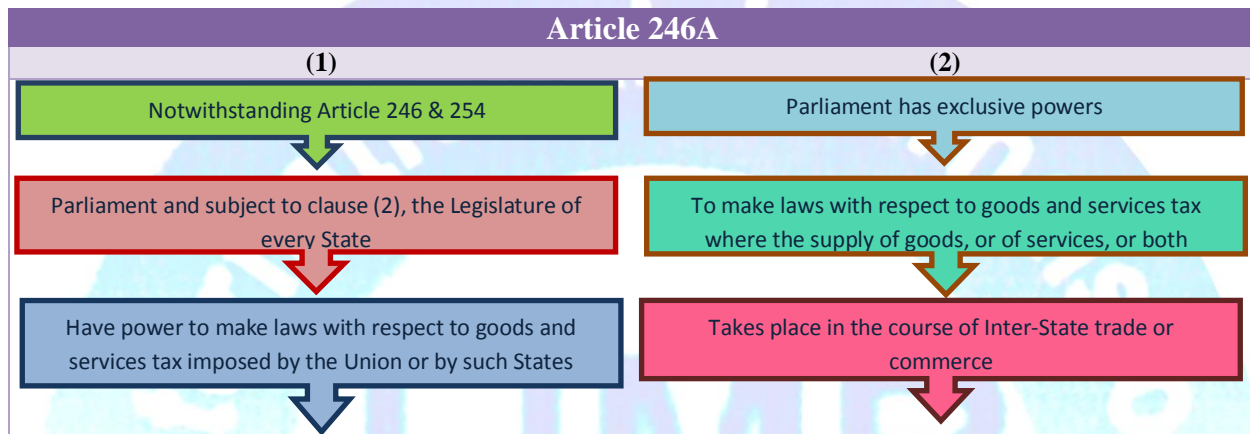 Article 246A
(1)
(2)
Notwithstanding Article 246 & 254
Parliament and subject to clause (2), the Legislature of
every State
Have power to make laws with respect to goods and
services tax imposed by the Union or by such States
Parliament has exclusive powers
To make laws with respect to goods and services tax
where the supply of goods, or of services, or both
Takes place in the course of Inter-State trade or
commerce